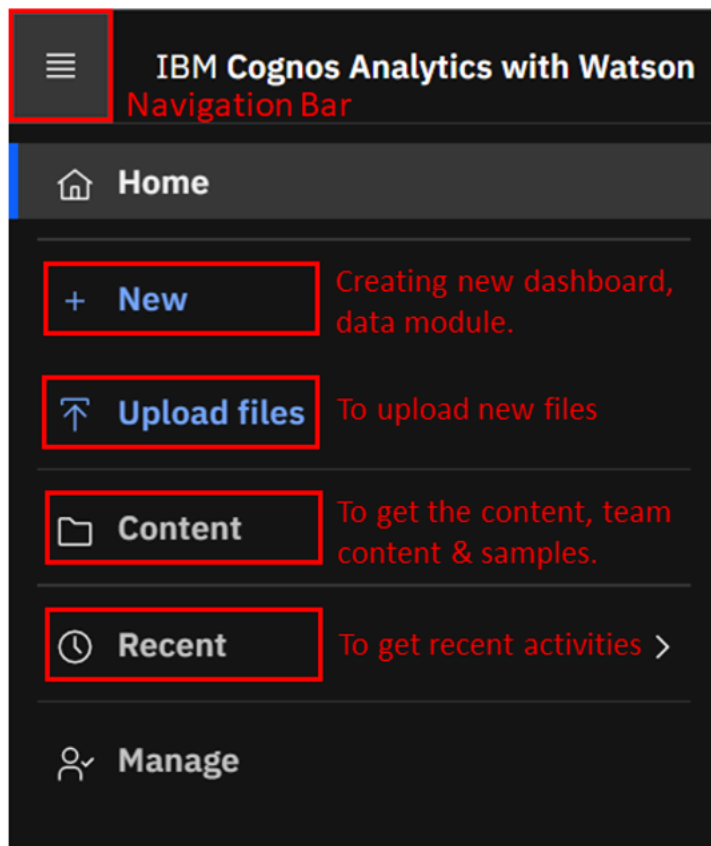 IBM Cognos Analytics with Watson
Navigation Bar
Home
+ New
Creating new dashboard,
data module.
Upload files
To upload new files
Content
To get the content, team
content & samples.
Recent
To get recent activities >
Manage